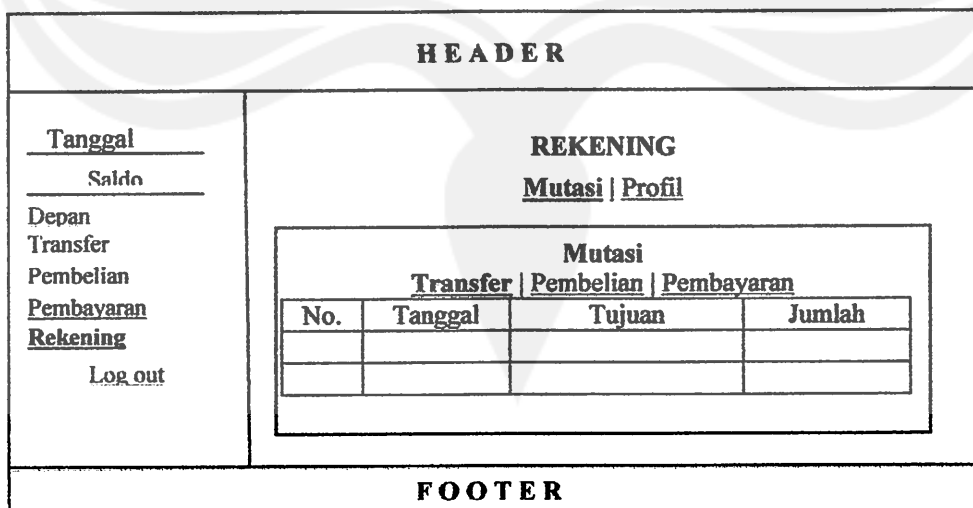 HEADER
Tanggal
Saldo
Depan
Transfer
Pembelian
Pembayaran
Rekening
Log out
REKENING
Mutasi | Profil
Mutasi
Transfer | Pembelian | Pembayaran
No. Tanggal Tujuan Jumlah
FOOTER